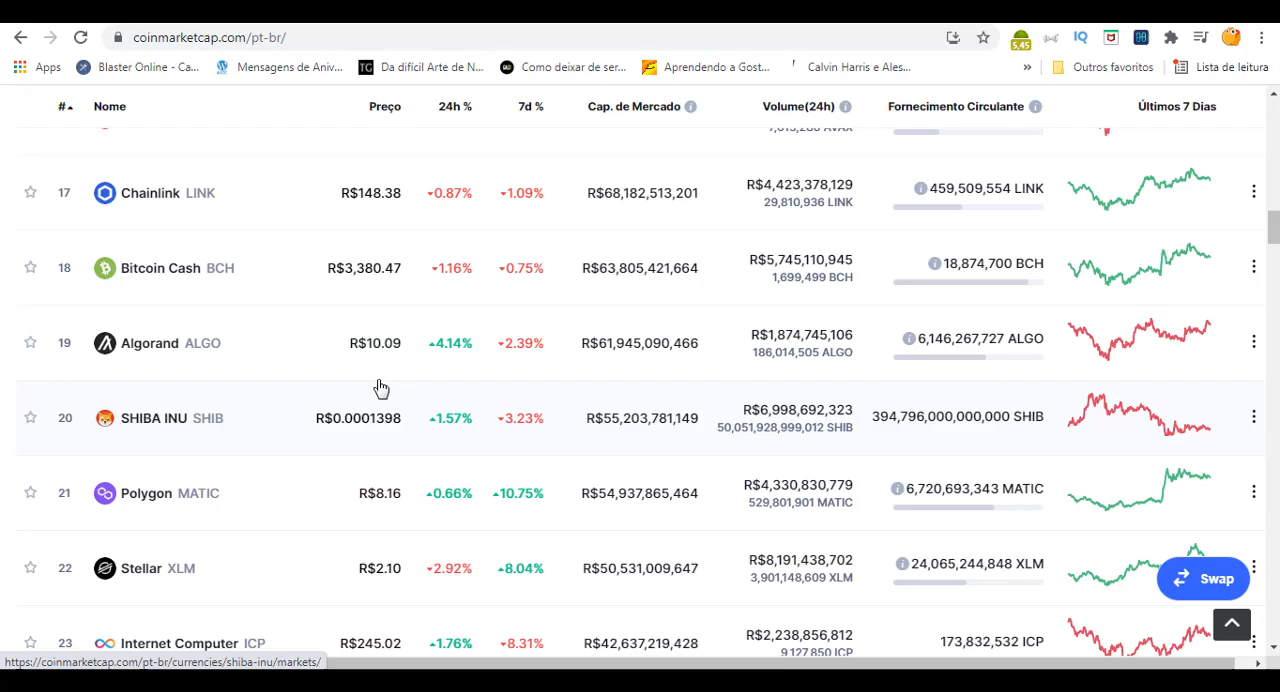 coinmarketcap.com/pt-br/
5,45
IQ
Apps Blaster Online - Ca... Mensagens de Aniv... TG Da difícil Arte de N... Como deixar de ser... Aprendendo a Gost... Calvin Harris e Ales... » Outros favoritos Lista de leitura
# Nome Preço 24h % 7d % Cap. de Mercado Volume(24h) Fornecimento Circulante Últimos 7 Dias
17 Chainlink LINK R$148.38 0.87% 1.09% R$68,182,513,201 R$4,423,378,129 459,509,554 LINK
29,810,936 LINK
18 Bitcoin Cash BCH R$3,380.47 1.16% 0.75% R$63,805,421,664 R$5,745,110,945 18,874,700 BCH
1,699,499 BCH
19 Algorand ALGO R$10.09 4.14% 2.39% R$61,945,090,466 R$1,874,745,106 6,146,267,727 ALGO
186,014,505 ALGO
20 SHIBA INU SHIB R$0.0001398 1.57% 3.23% R$55,203,781,149 R$6,998,692,323 394,796,000,000,000 SHIB
50,051,928,999,012 SHIB
21 Polygon MATIC R$8.16 0.66% 10.75% R$54,937,865,464 R$4,330,830,779 6,720,693,343 MATIC
529,801,901 MATIC
22 Stellar XLM R$2.10 2.92% 8.04% R$50,531,009,647 R$8,191,438,702 24,065,244,848 XLM
3,901,148,609 XLM
Swap
23 Internet Computer ICP R$245.02 1.76% 8.31% R$42,637,219,428 R$2,238,856,812 173,832,532 ICP
9,127,850 ICP
https://coinmarketcap.com/pt-br/currencies/shiba-inu/markets/